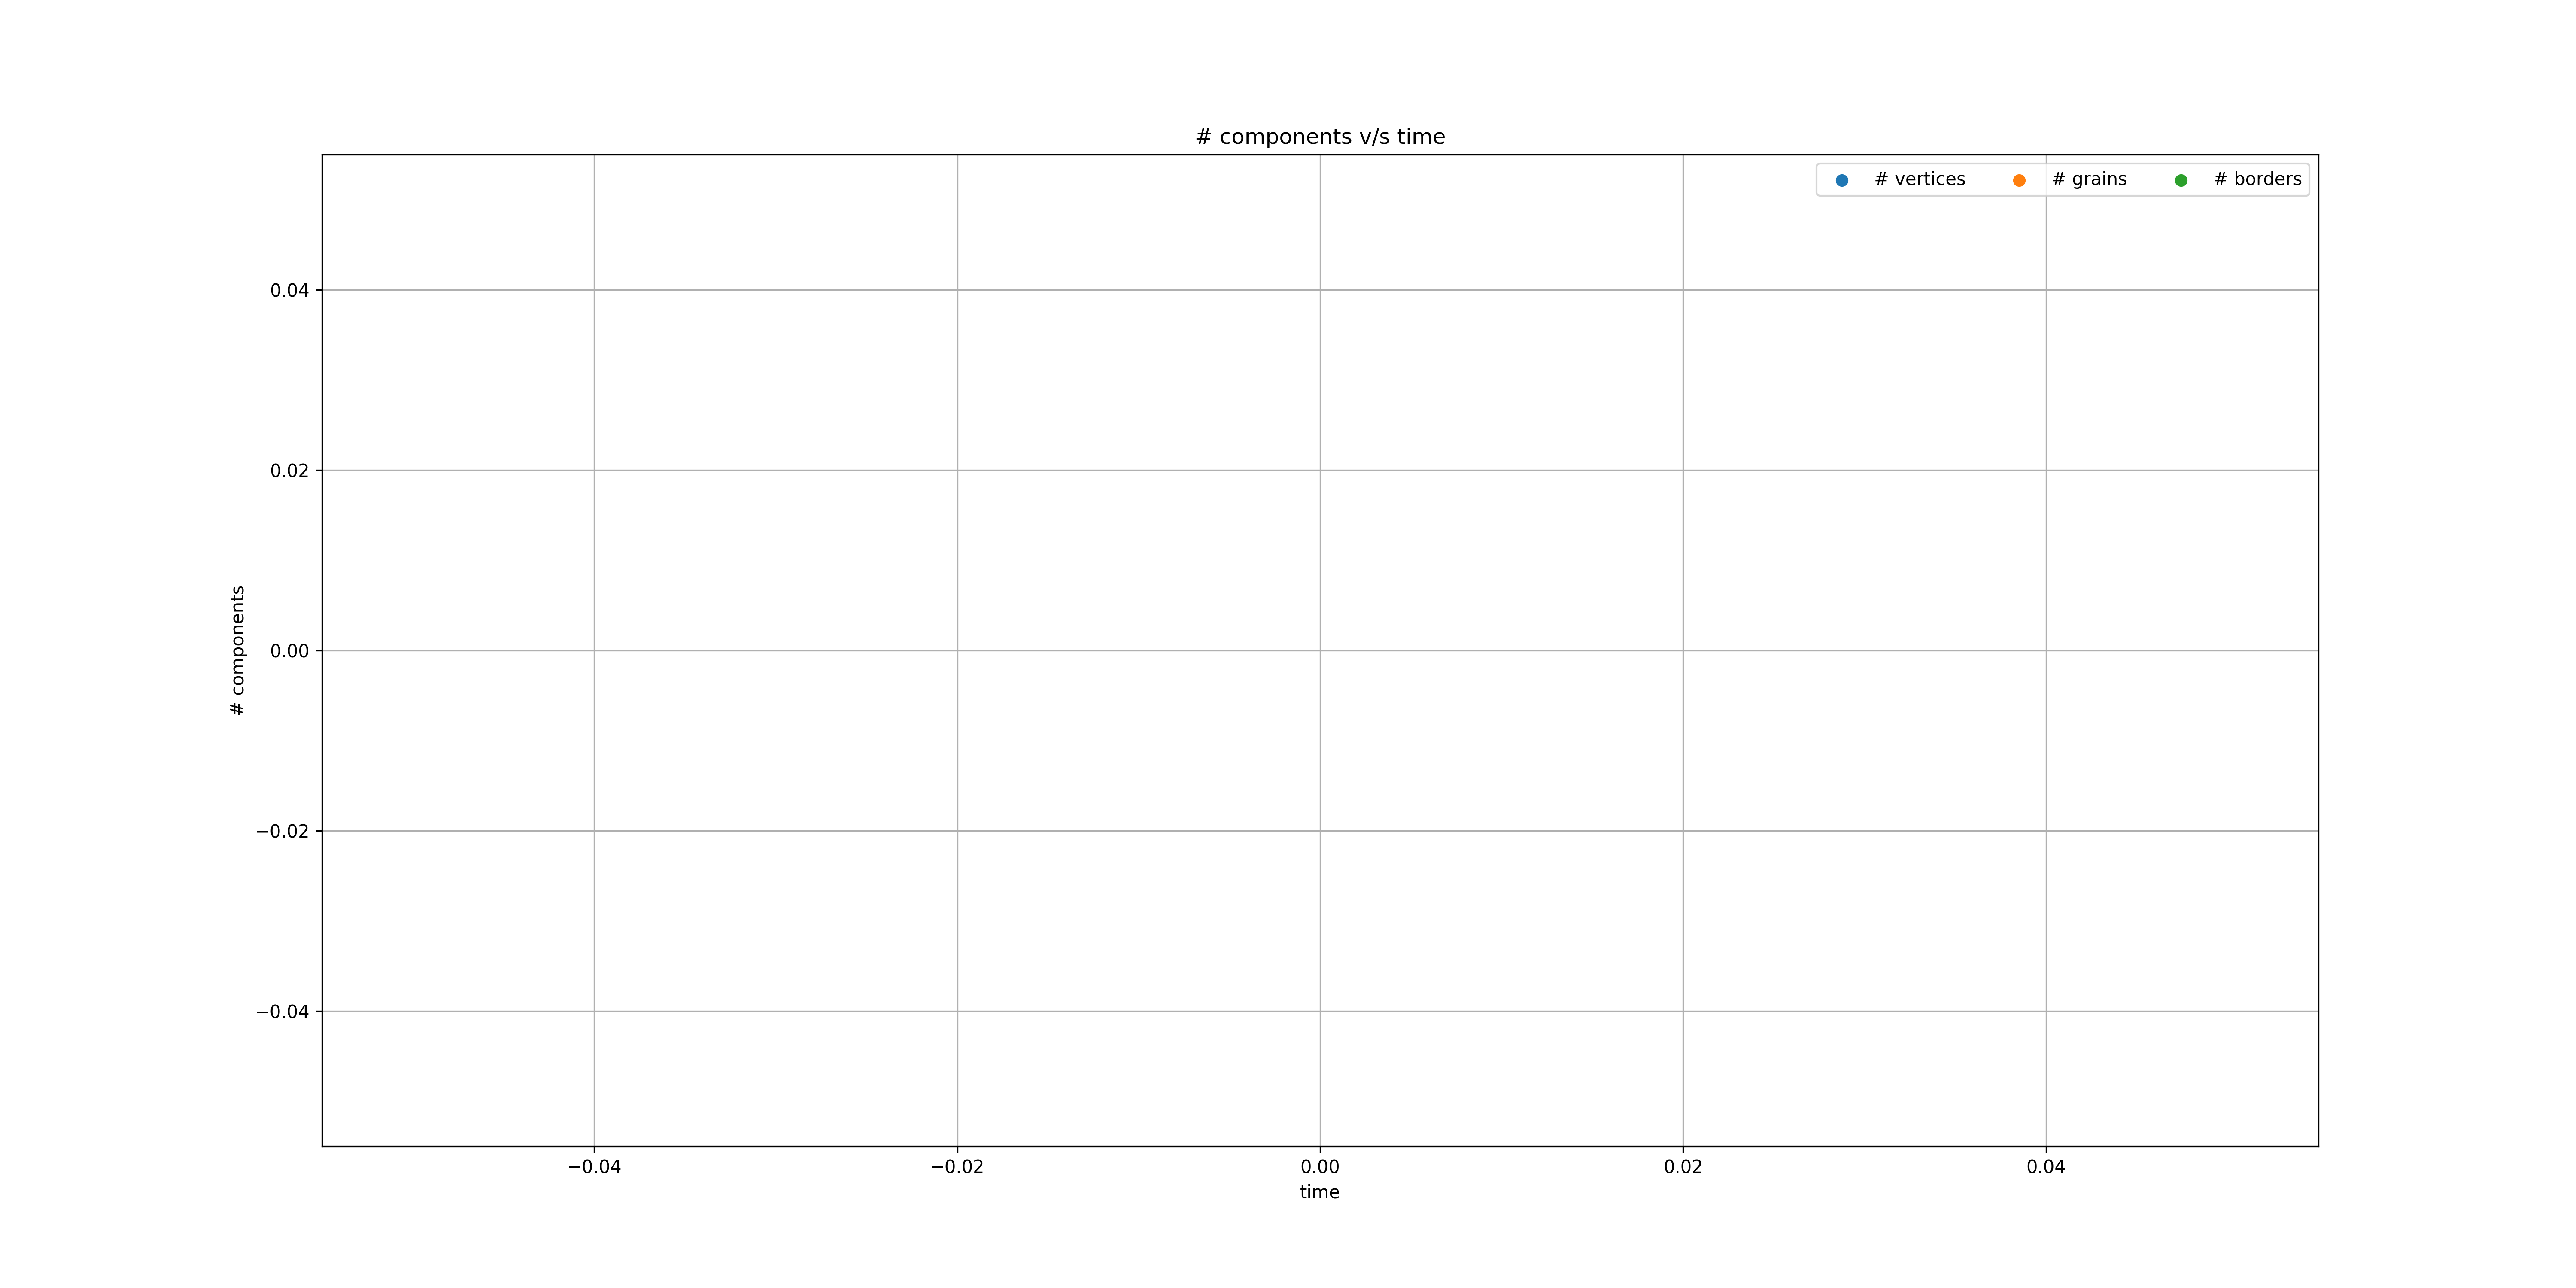 # components v/s time
# vertices # grains # borders
0.04
0.02
0.00
−0.02
−0.04
# components
−0.04 −0.02 0.00 0.02 0.04
time